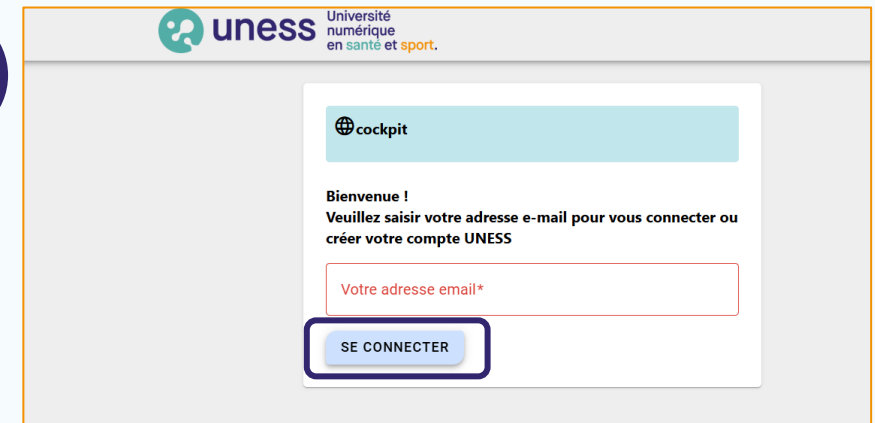 uness
Université
numérique
en santé et sport.
cockpit
Bienvenue !
Veuillez saisir votre adresse e-mail pour vous connecter ou
créer votre compte UNESS
Votre adresse email*
SE CONNECTER